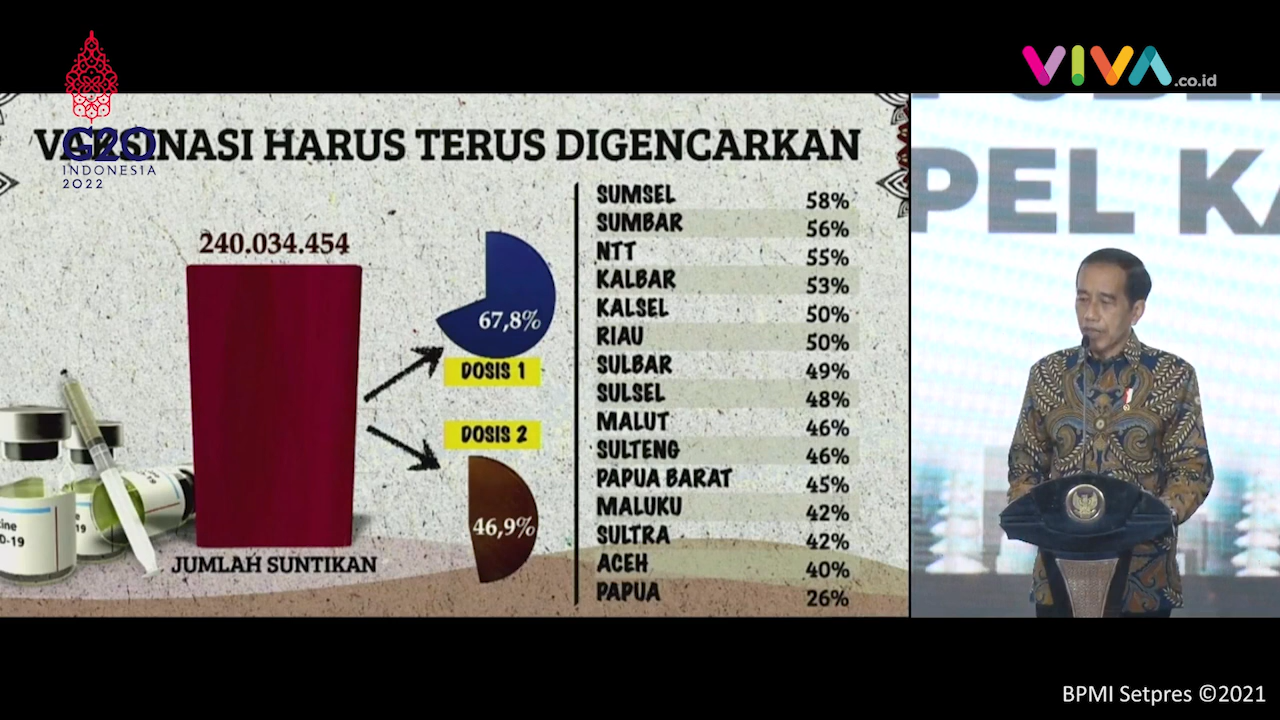 VIVA.co.id
G20
INDONESIA
2022
VAKSINASI HARUS TERUS DIGENCARKAN
240.034.454
JUMLAH SUNTIKAN
67,8%
DOSIS 1
DOSIS 2
46,9%
SUMSEL 58%
SUMBAR 56%
NTT 55%
KALBAR 53%
KALSEL 50%
RIAU 50%
SULBAR 49%
SULSEL 48%
MALUT 46%
SULTENG 46%
PAPUA BARAT 45%
MALUKU 42%
SULTRA 42%
ACEH 40%
PAPUA 26%
PEL KA
BPMI Setpres ©2021